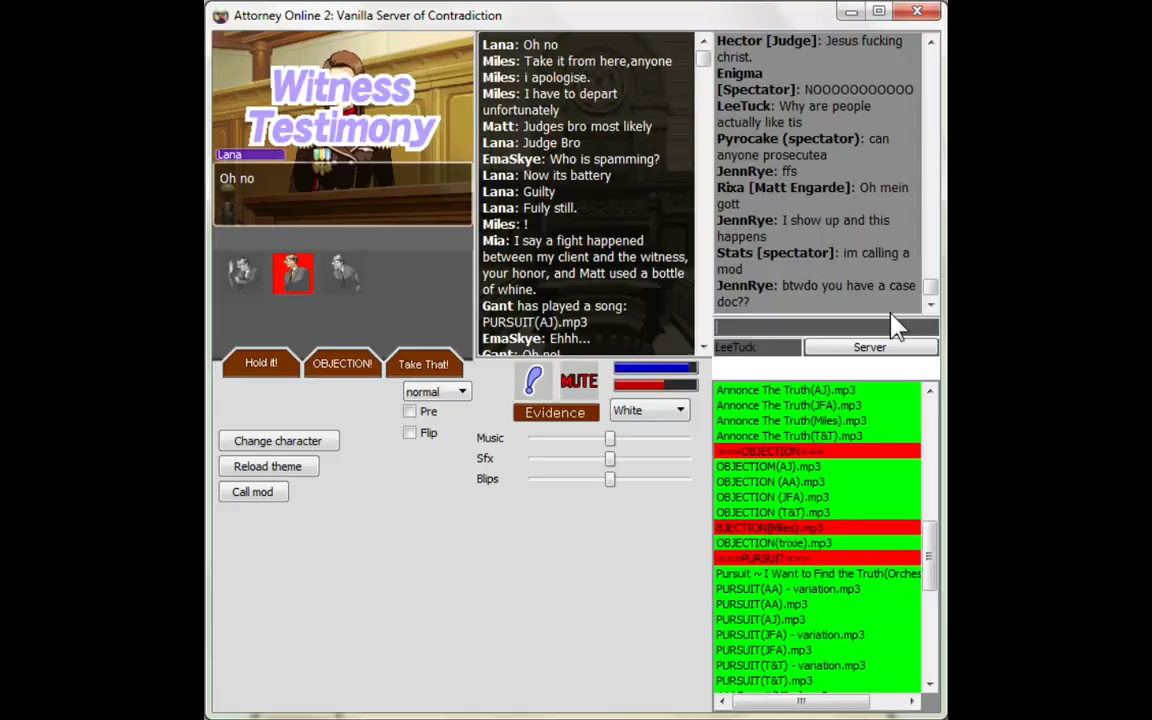 Attorney Online 2: Vanilla Server of Contradiction
Witness
Testimony
Lana
Oh no
Lana: Oh no
Miles: Take it from here,anyone
Miles: i apologise.
Miles: I have to depart
unfortunately
Matt: Judges bro most likely
Lana: Judge Bro
EmaSkye: Who is spamming?
Lana: Now its battery
Lana: Guilty
Lana: Fuily still.
Miles: !
Mia: I say a fight happened
between my client and the witness,
your honor, and Matt used a bottle
of whine.
Gant has played a song:
PURSUIT(AJ).mp3
EmaSkye: Ehhh...
Gant: Oh no!
Hector [Judge]: Jesus fucking
christ.
Enigma
[Spectator]: NOOOOOOOOOOO
LeeTuck: Why are people
actually like tis
Pyrocake (spectator): can
anyone prosecutea
JennRye: ffs
Rixa [Matt Engarde]: Oh mein
gott
JennRye: I show up and this
happens
Stats [spectator]: im calling a
mod
JennRye: btwdo you have a case
doc??
LeeTuck
Server
Hold it!
OBJECTION!
Take That!
normal
Pre
Flip
MUTE
Evidence
White
Change character
Reload theme
Call mod
Music
Sfx
Blips
Annonce The Truth(AJ).mp3
Annonce The Truth(JFA).mp3
Annonce The Truth(Miles).mp3
Annonce The Truth(T&T).mp3
===OBJECTION===
OBJECTIOM(AJ).mp3
OBJECTION (AA).mp3
OBJECTION (JFA).mp3
OBJECTION (T&T).mp3
BJECTION(Miles).mp3
OBJECTION(trixie).mp3
===PURSUIT===
Pursuit ~ I Want to Find the Truth(Orches
PURSUIT(AA) - variation.mp3
PURSUIT(AA).mp3
PURSUIT(AJ).mp3
PURSUIT(JFA) - variation.mp3
PURSUIT(JFA).mp3
PURSUIT(T&T) - variation.mp3
PURSUIT(T&T).mp3